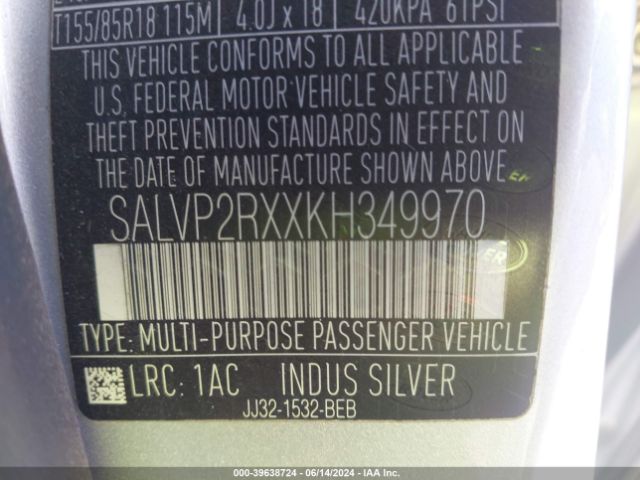 T155/85R18 115M 4.0J x 18 420KPA 61PSI
THIS VEHICLE CONFORMS TO ALL APPLICABLE
U.S. FEDERAL MOTOR VEHICLE SAFETY AND
THEFT PREVENTION STANDARDS IN EFFECT ON
THE DATE OF MANUFACTURE SHOWN ABOVE.
SALVP2RXXKH349970
TYPE: MULTI-PURPOSE PASSENGER VEHICLE
LRC: 1AC INDUS SILVER
JJ32-1532-BEB
© 000-39638724 | 06/14/2024 | IAA Inc.